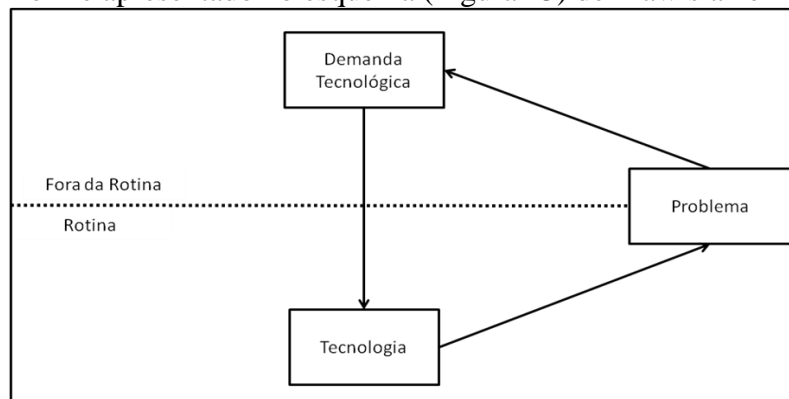 Demanda
Tecnológica
Fora da Rotina
Problema
Rotina
Tecnologia